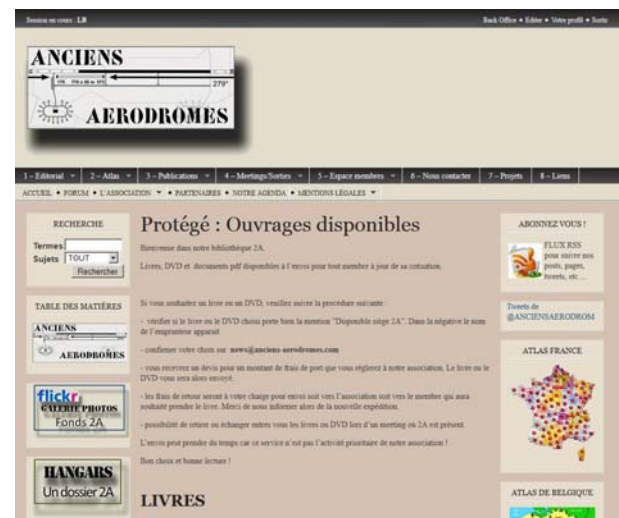 Session en cours : LB
Back Office • Editer • Votre profil • Sortir
ANCIENS
279°
AERODROMES
1 – Editorial
2 – Atlas
3 – Publications
4 – Meetings/Sorties
5 – Espace membres
6 – Nous contacter
7 – Projets
8 – Liens
ACCUEIL • FORUM • L'ASSOCIATION • PARTENAIRES • NOTRE AGENDA • MENTIONS LÉGALES
RECHERCHE
Termes
Sujets TOUT
Rechercher
TABLE DES MATIÈRES
ANCIENS
AERODROMES
flickr
GALERIE PHOTOS
Fonds 2A
HANGARS
Un dossier 2A
Protégé : Ouvrages disponibles
Bienvenue dans notre bibliothèque 2A.
Livres, DVD et documents pdf disponibles à l'envoi pour tout membre à jour de sa cotisation.
Si vous souhaitez un livre ou un DVD, veuillez suivre la procédure suivante :
- vérifier si le livre ou le DVD choisi porte bien la mention "Disponible siège 2A". Dans la négative le nom
de l'emprunteur apparait
- confirmer votre choix sur news@anciens-aerodromes.com
- vous recevrez un devis pour un montant de frais de port que vous réglerez à notre association. Le livre ou le
DVD vous sera alors envoyé.
- les frais de retour seront à votre charge pour envoi soit vers l'association soit vers le membre qui aura
souhaité prendre le livre. Merci de nous informer alors de la nouvelle expédition.
- possibilité de retirer ou échanger entres vous les livres ou DVD lors d'un meeting où 2A est présent.
L'envoi peut prendre du temps car ce service n'est pas l'activité prioritaire de notre association !
Bon choix et bonne lecture !
LIVRES
ABONNEZ VOUS !
FLUX RSS
pour suivre nos
posts, pages,
tweets, etc ...
Tweets de
@ANCIENSAERODROM
ATLAS FRANCE
ATLAS DE BELGIQUE